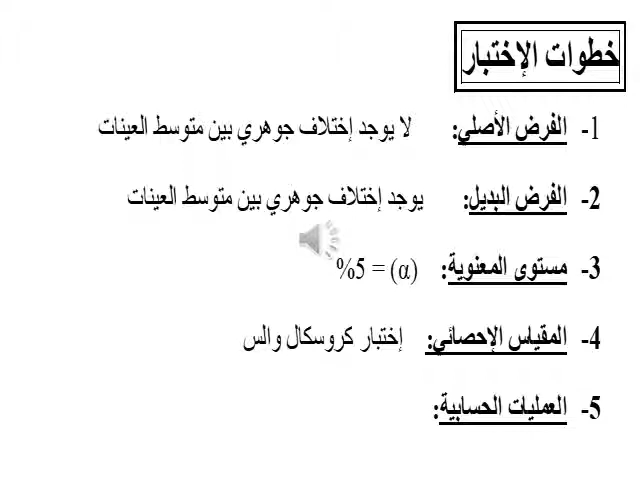 خطوات الإختبار
1- الفرض الأصلي: لا يوجد إختلاف جوهري بين متوسط العينات
2- الفرض البديل: يوجد إختلاف جوهري بين متوسط العينات
3- مستوى المعنوية: (α) = 5%
4- المقياس الإحصائي: إختبار كروسكال والس
5- العمليات الحسابية: